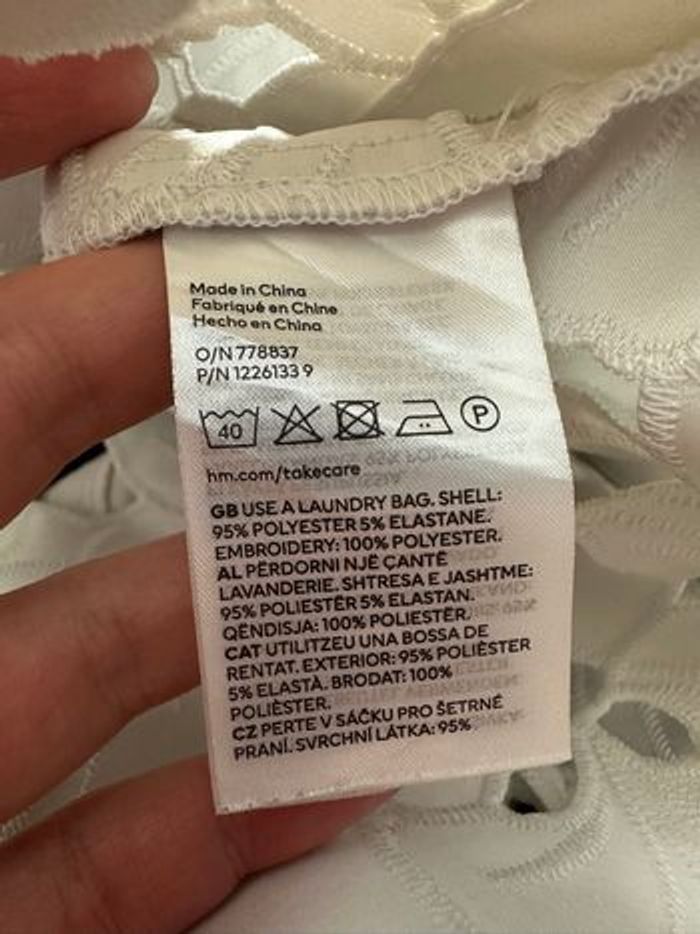 Made in China
Fabriqué en Chine
Hecho en China
O/N 778837
P/N 1226133 9
40
P
hm.com/takecare
GB USE A LAUNDRY BAG. SHELL:
95% POLYESTER 5% ELASTANE.
EMBROIDERY: 100% POLYESTER.
AL PËRDORNI NJË ÇANTË
LAVANDERIE. SHTRESA E JASHTME:
95% POLIESTËR 5% ELASTAN.
QËNDISJA: 100% POLIESTËR.
CAT UTILITZEU UNA BOSSA DE
RENTAT. EXTERIOR: 95% POLIÈSTER
5% ELASTÀ. BRODAT: 100%
POLIÈSTER.
CZ PERTE V SÁČKU PRO ŠETRNÉ
PRANÍ. SVRCHNÍ LÁTKA: 95%